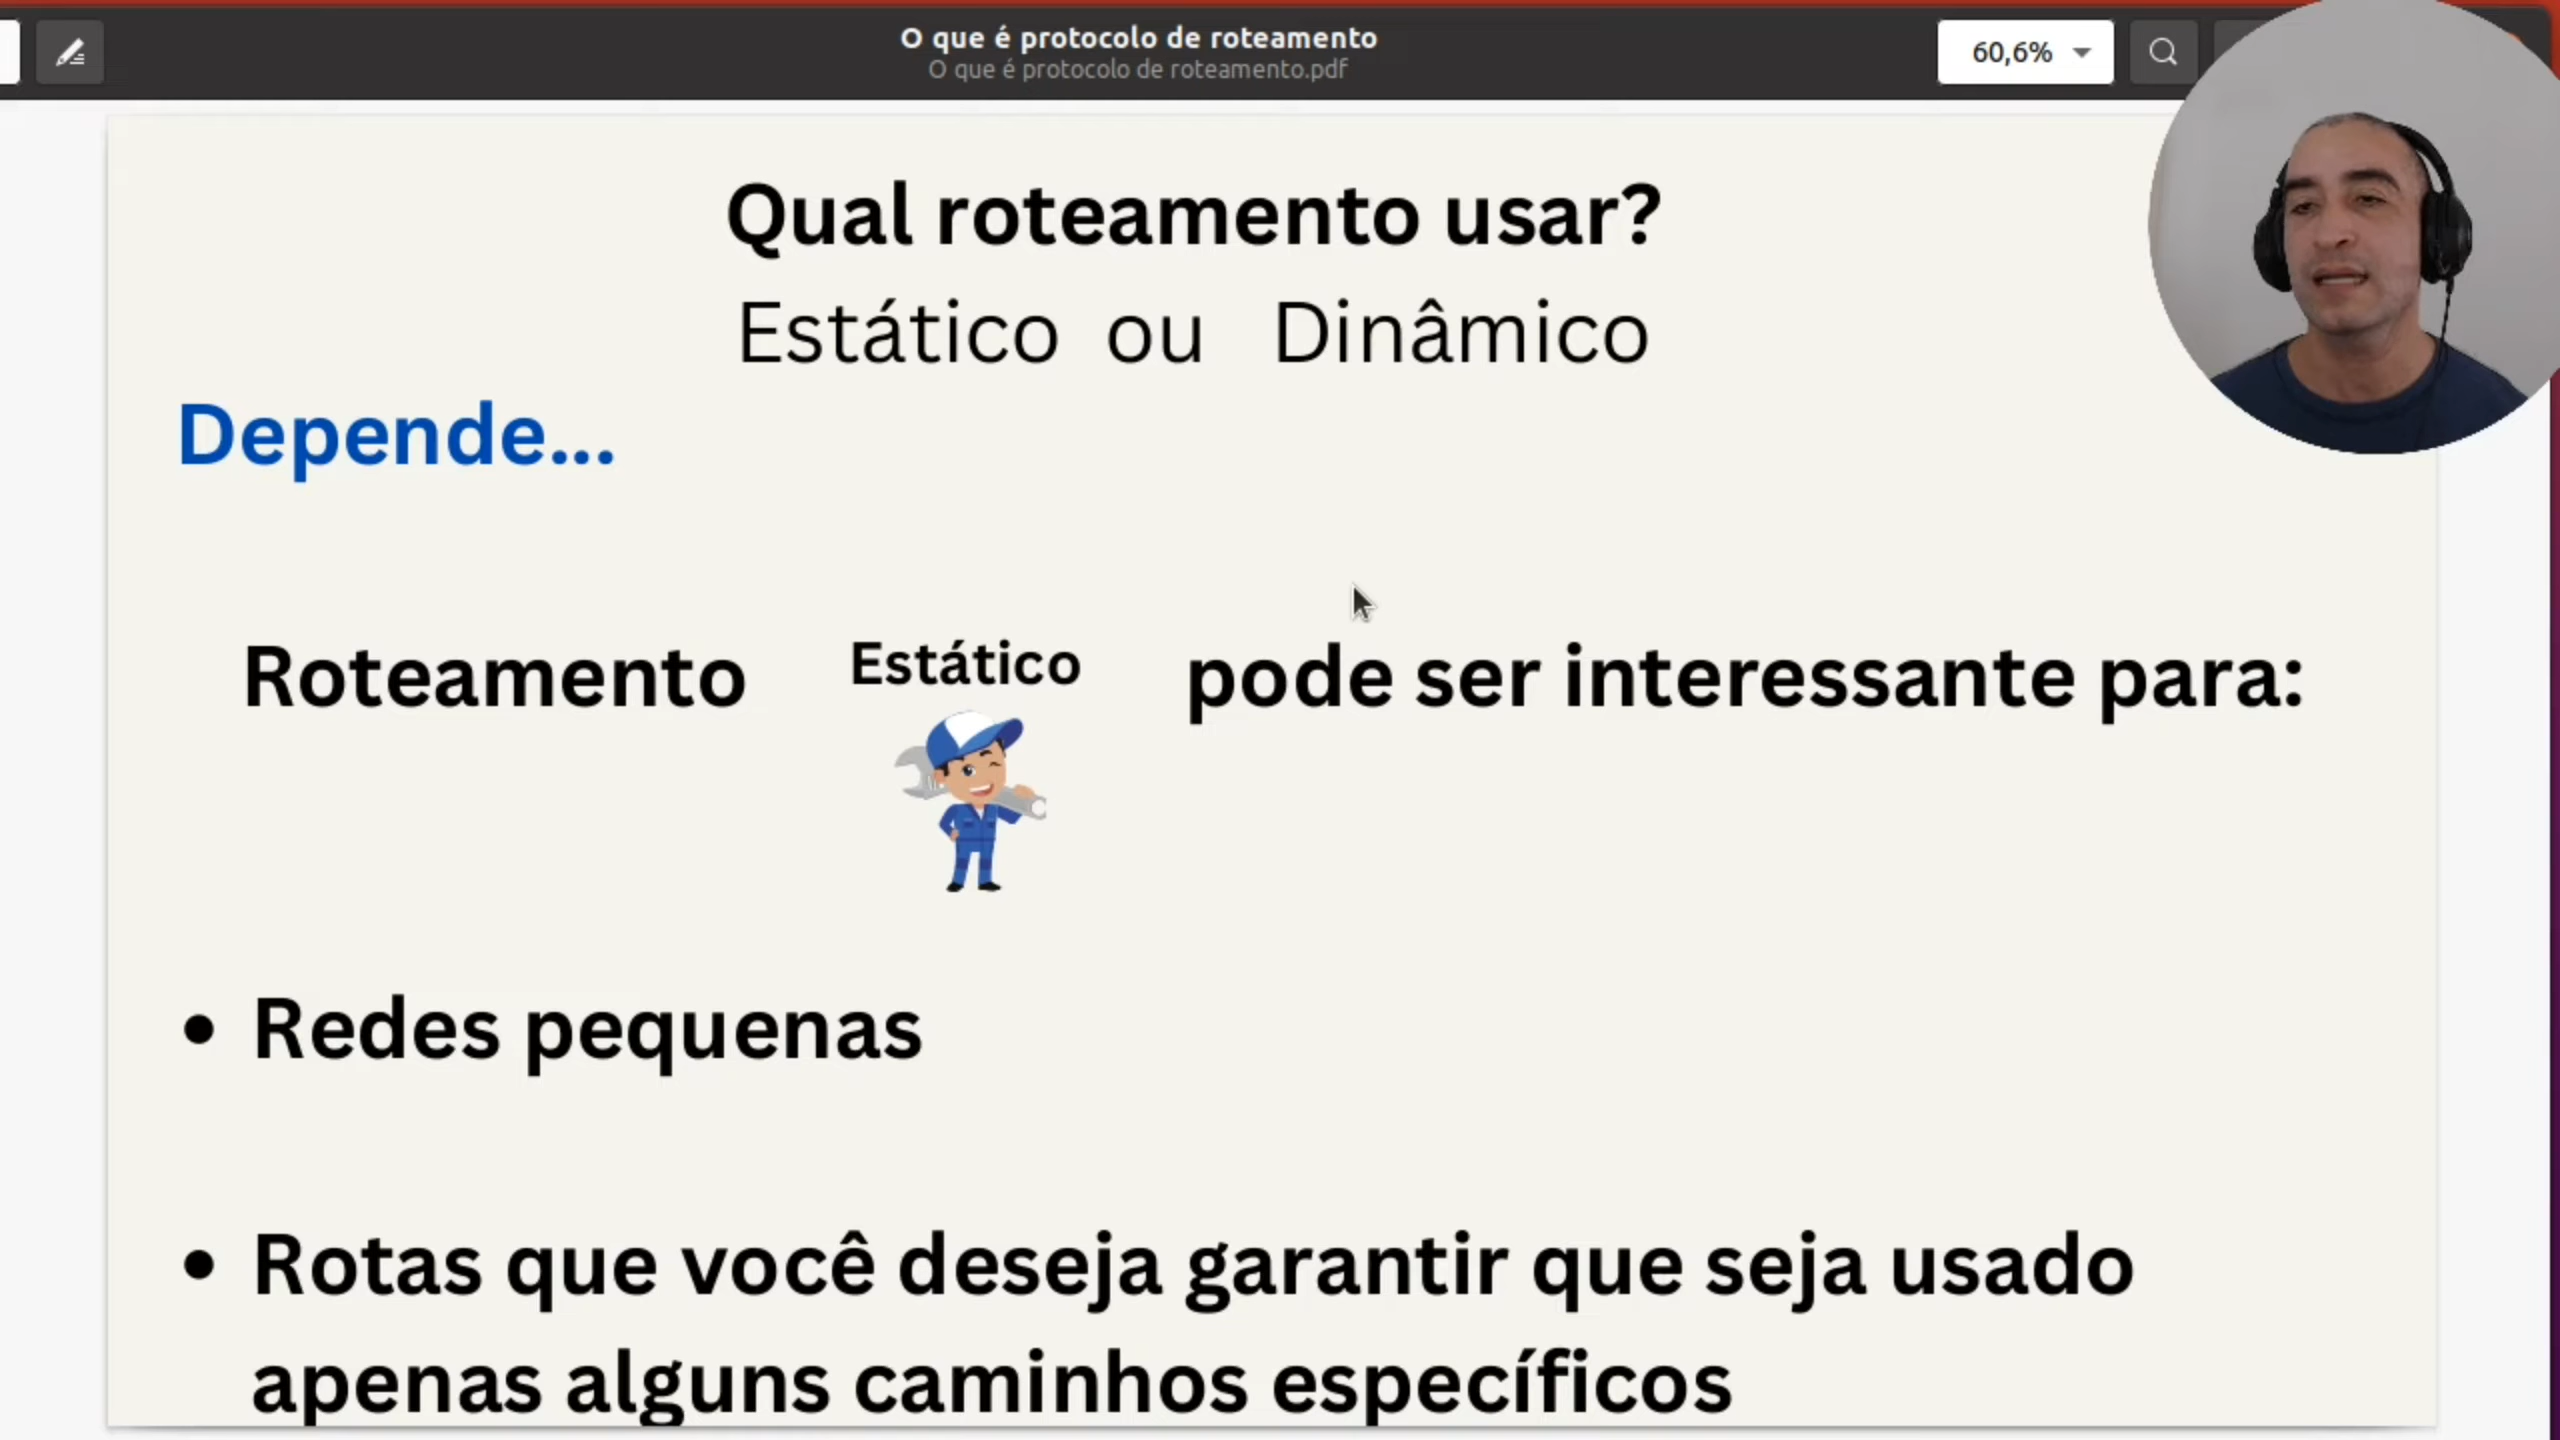 O que é protocolo de roteamento
O que é protocolo de roteamento.pdf
60,6%
Qual roteamento usar?
Estático ou Dinâmico
Depende...
Roteamento Estático pode ser interessante para:
• Redes pequenas
• Rotas que você deseja garantir que seja usado
apenas alguns caminhos específicos